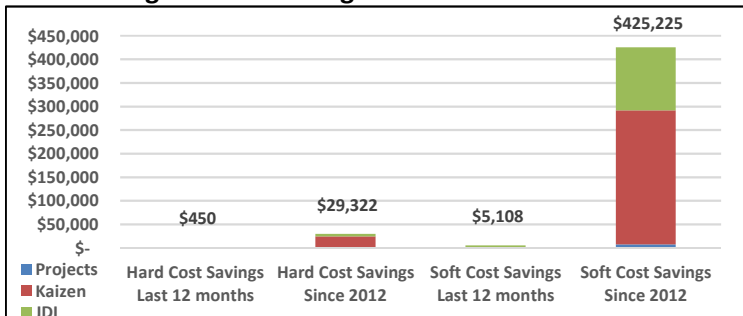 $450,000
$400,000
$350,000
$300,000
$250,000
$200,000
$150,000
$100,000
$50,000
$-
$450
$29,322
$5,108
$425,225
Projects
Kaizen
Hard Cost Savings
Last 12 months
Hard Cost Savings
Since 2012
Soft Cost Savings
Last 12 months
Soft Cost Savings
Since 2012